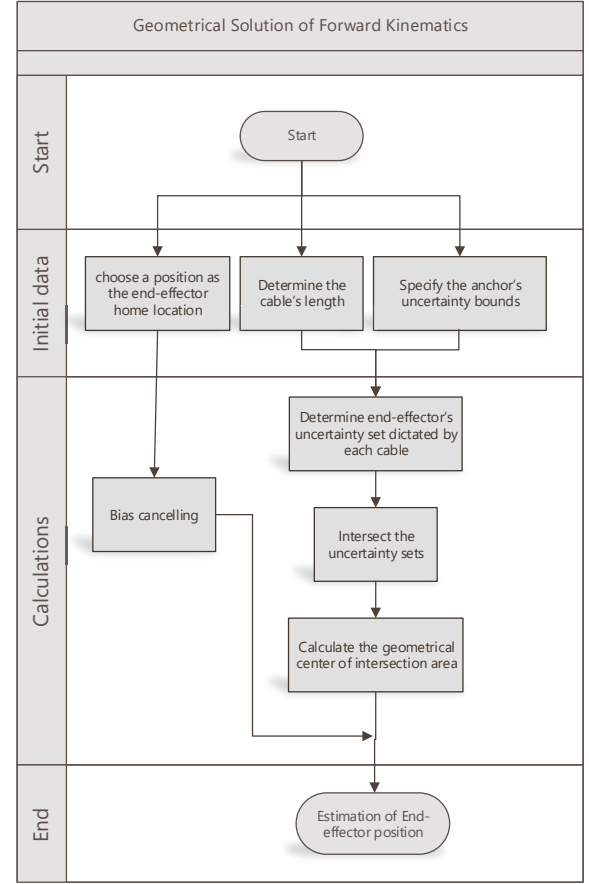 Geometrical Solution of Forward Kinematics
Start
Start
Initial data
choose a position as
the end-effector
home location
Determine the
cable's length
Specify the anchor's
uncertainty bounds
Calculations
Determine end-effector's
uncertainty set dictated by
each cable
Bias cancelling
Intersect the
uncertainty sets
Calculate the geometrical
center of intersection area
End
Estimation of End-
effector position